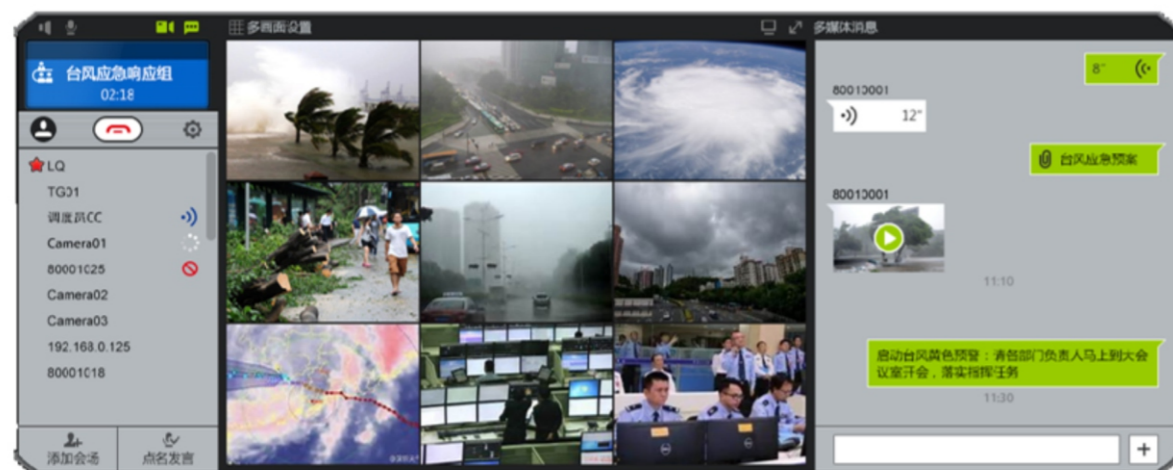 台风应急响应组
02:18
LQ
TG01
调度员CC
Camera01
80001025
Camera02
Camera03
192.168.0.125
80001018
添加会场
点名发言
多画面设置
多媒体消息
8"
80010001
12"
台风应急预案
80010001
11:10
启动台风黄色预警：请各部门负责人马上到大会
议室开会，落实指挥任务
11:30